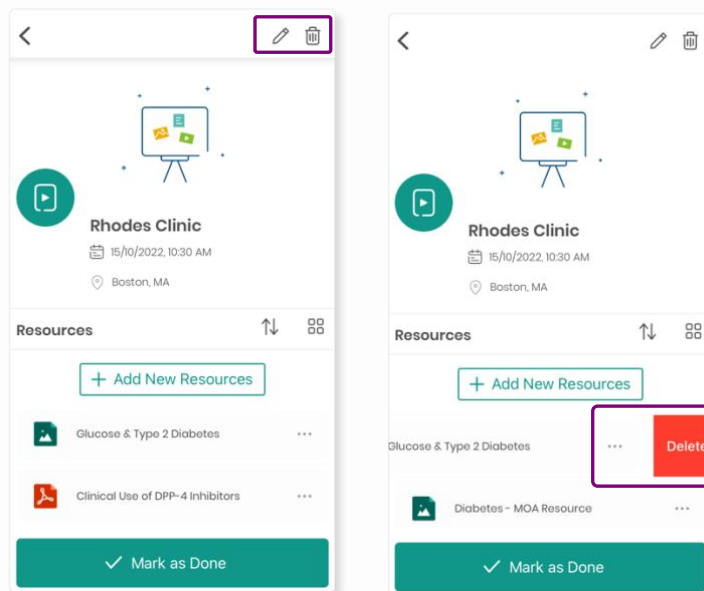 Rhodes Clinic
15/10/2022, 10:30 AM
Boston, MA
Resources
+ Add New Resources
Glucose & Type 2 Diabetes
Clinical Use of DPP-4 Inhibitors
Mark as Done
Rhodes Clinic
15/10/2022, 10:30 AM
Boston, MA
Resources
+ Add New Resources
Glucose & Type 2 Diabetes
Delete
Diabetes - MOA Resource
Mark as Done